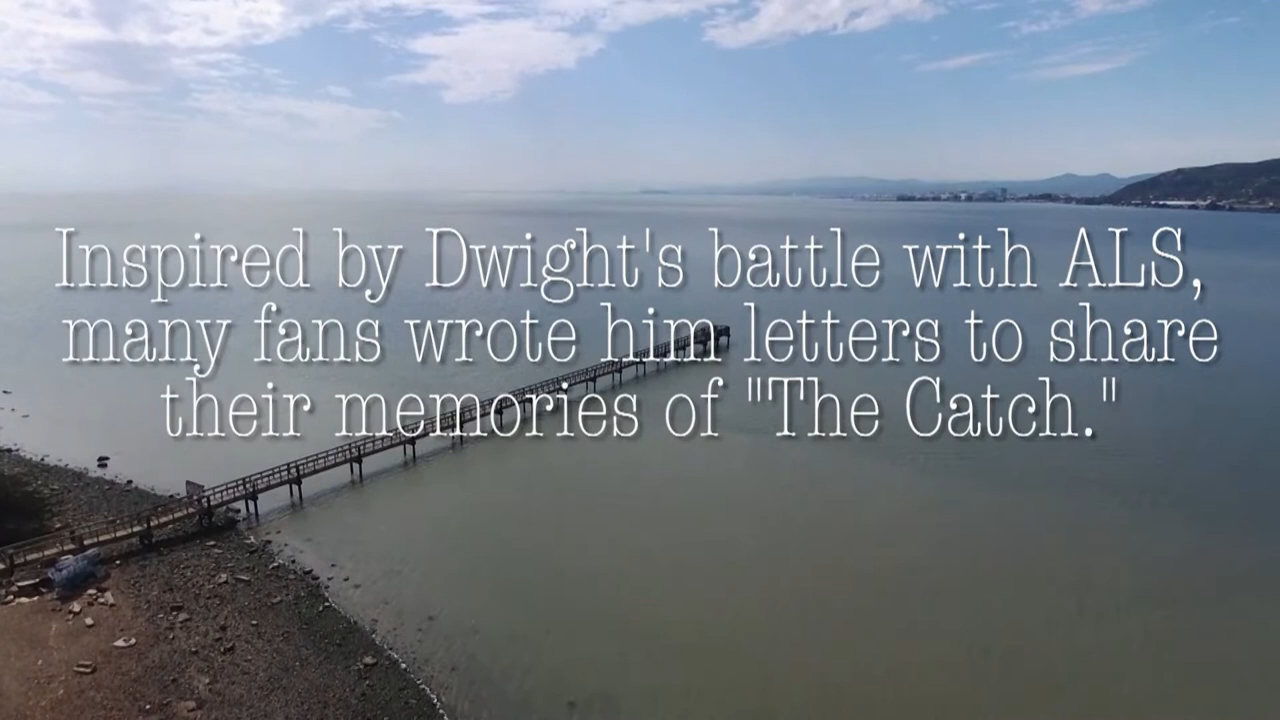 Inspired by Dwight's battle with ALS,
many fans wrote him letters to share
their memories of "The Catch."